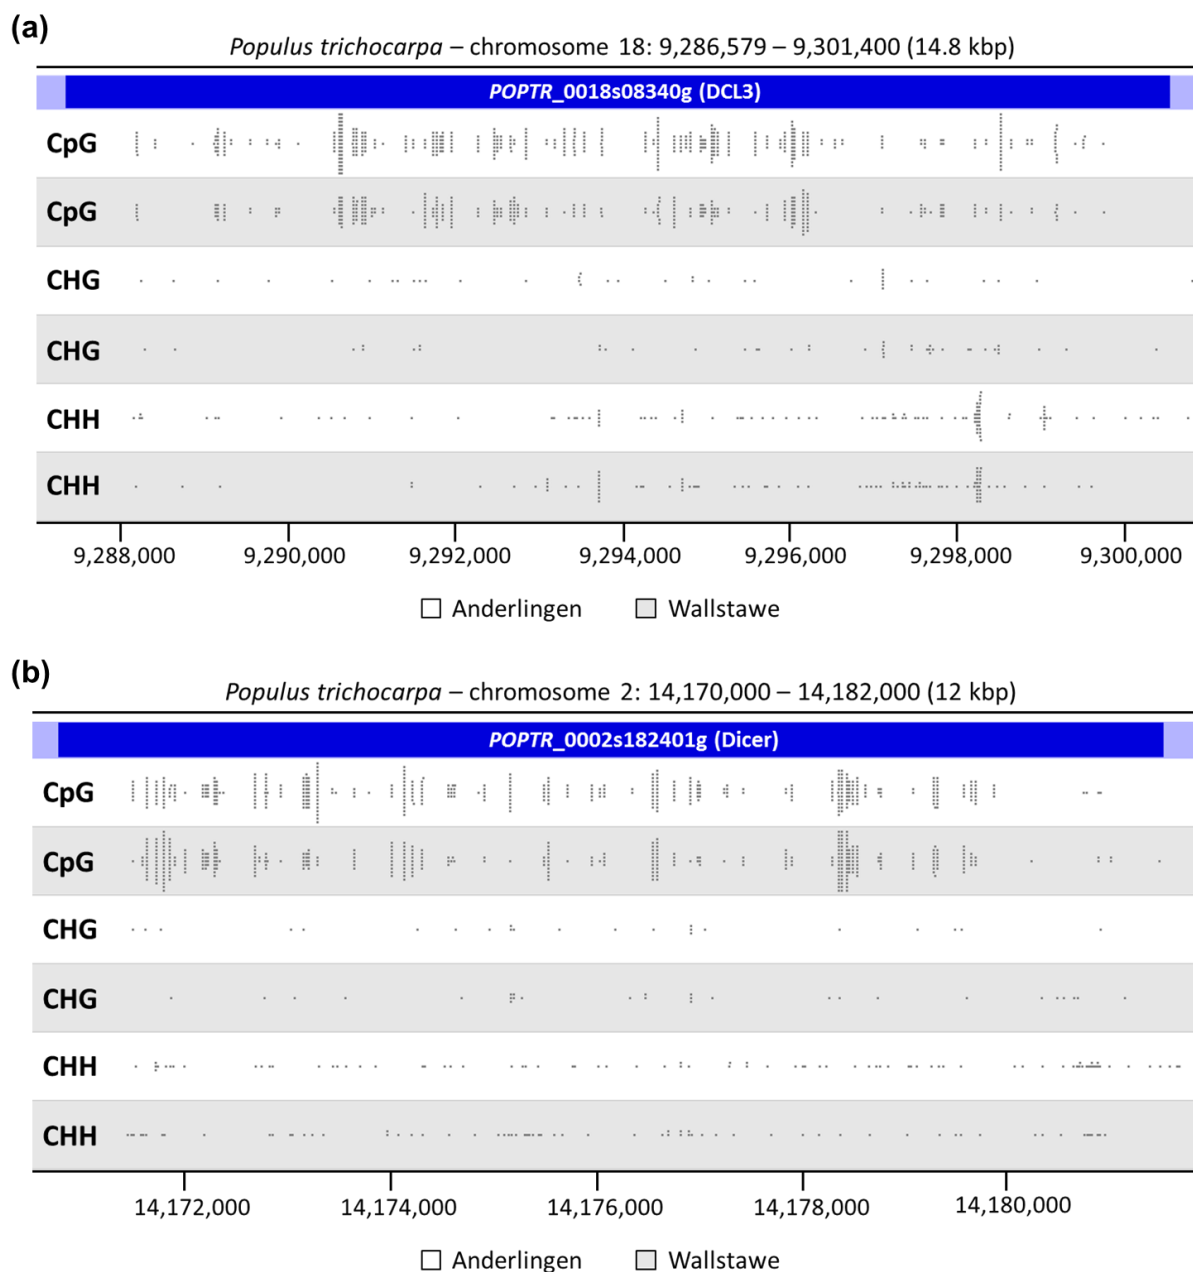 (a)
Populus trichocarpa – chromosome 18: 9,286,579 – 9,301,400 (14.8 kbp)
POPTR_0018s08340g (DCL3)
CpG
CpG
CHG
CHG
CHH
CHH
9,288,000 9,290,000 9,292,000 9,294,000 9,296,000 9,298,000 9,300,000
Anderlingen Wallstawe
(b)
Populus trichocarpa – chromosome 2: 14,170,000 – 14,182,000 (12 kbp)
POPTR_0002s182401g (Dicer)
CpG
CpG
CHG
CHG
CHH
CHH
14,172,000 14,174,000 14,176,000 14,178,000 14,180,000
Anderlingen Wallstawe